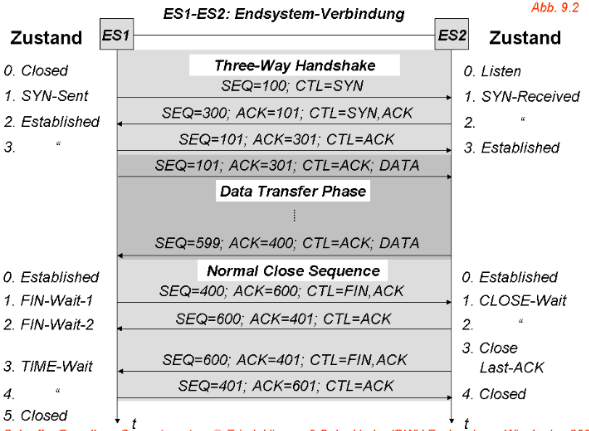 ES1-ES2: Endsystem-Verbindung
Abb. 9.2
Zustand
ES1
ES2
Zustand
Three-Way Handshake
0. Closed
0. Listen
SEQ=100; CTL=SYN
1. SYN-Sent
1. SYN-Received
SEQ=300; ACK=101; CTL=SYN,ACK
2. Established
2. "
SEQ=101; ACK=301; CTL=ACK
3. "
3. Established
SEQ=101; ACK=301; CTL=ACK; DATA
Data Transfer Phase
SEQ=599; ACK=400; CTL=ACK; DATA
Normal Close Sequence
0. Established
0. Established
SEQ=400; ACK=600; CTL=FIN,ACK
1. FIN-Wait-1
1. CLOSE-Wait
SEQ=600; ACK=401; CTL=ACK
2. FIN-Wait-2
2. "
3. Close
SEQ=600; ACK=401; CTL=FIN,ACK
3. TIME-Wait
Last-ACK
SEQ=401; ACK=601; CTL=ACK
4. "
4. Closed
5. Closed
t
t